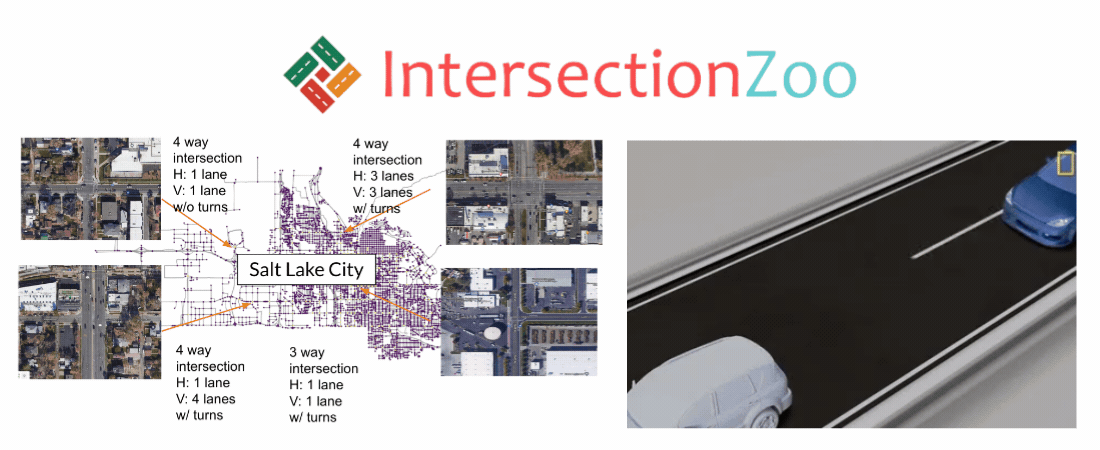 IntersectionZoo
4 way
intersection
H: 1 lane
V: 1 lane
w/o turns
4 way
intersection
H: 3 lanes
V: 3 lanes
w/ turns
Salt Lake City
4 way
intersection
H: 1 lane
V: 4 lanes
w/ turns
3 way
intersection
H: 1 lane
V: 1 lane
w/ turns